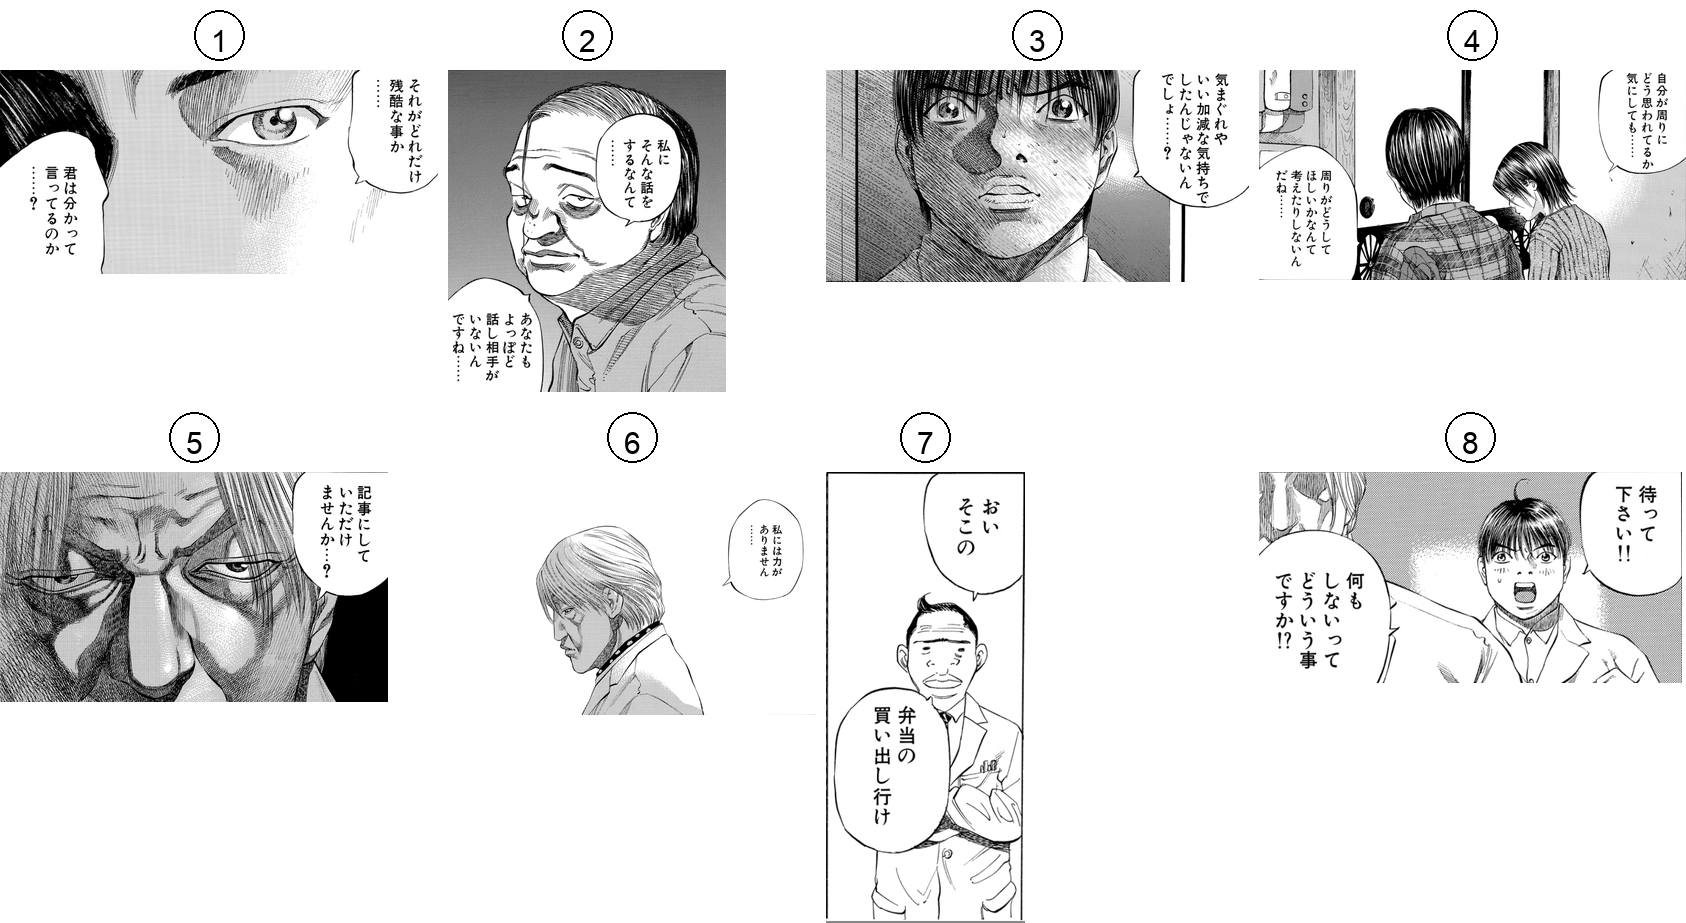 1
それがどれだけ
残酷な事か
……
君は分かって
言ってるのか
……？
2
私に
そんな話を
するなんて
……
あなたも
よっぽど
話し相手が
いないん
ですね……
3
気まぐれや
いい加減な気持ちで
したんじゃないん
でしょ……？
4
自分が周りに
どう思われてるか
気にしても……
周りがどうして
ほしいかなんて
考えたりしないん
だね……
5
記事にして
いただけ
ませんか…？
6
私には力が
ありません
……
7
おい
そこの
弁当の
買い出し行け
8
待って
下さい!!
何も
しないって
どういう事
ですか!?